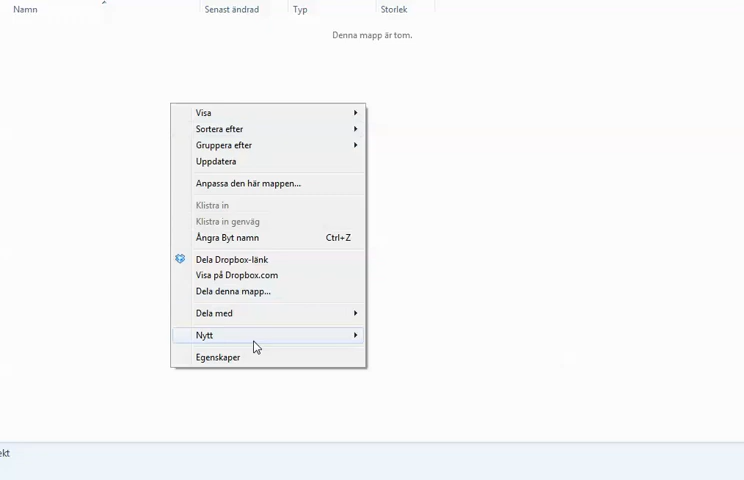 Namn Senast ändrad Typ Storlek
Denna mapp är tom.
Visa
Sortera efter
Gruppera efter
Uppdatera
Anpassa den här mappen...
Klistra in
Klistra in genväg
Ångra Byt namn Ctrl+Z
Dela Dropbox-länk
Visa på Dropbox.com
Dela denna mapp...
Dela med
Nytt
Egenskaper
ekt